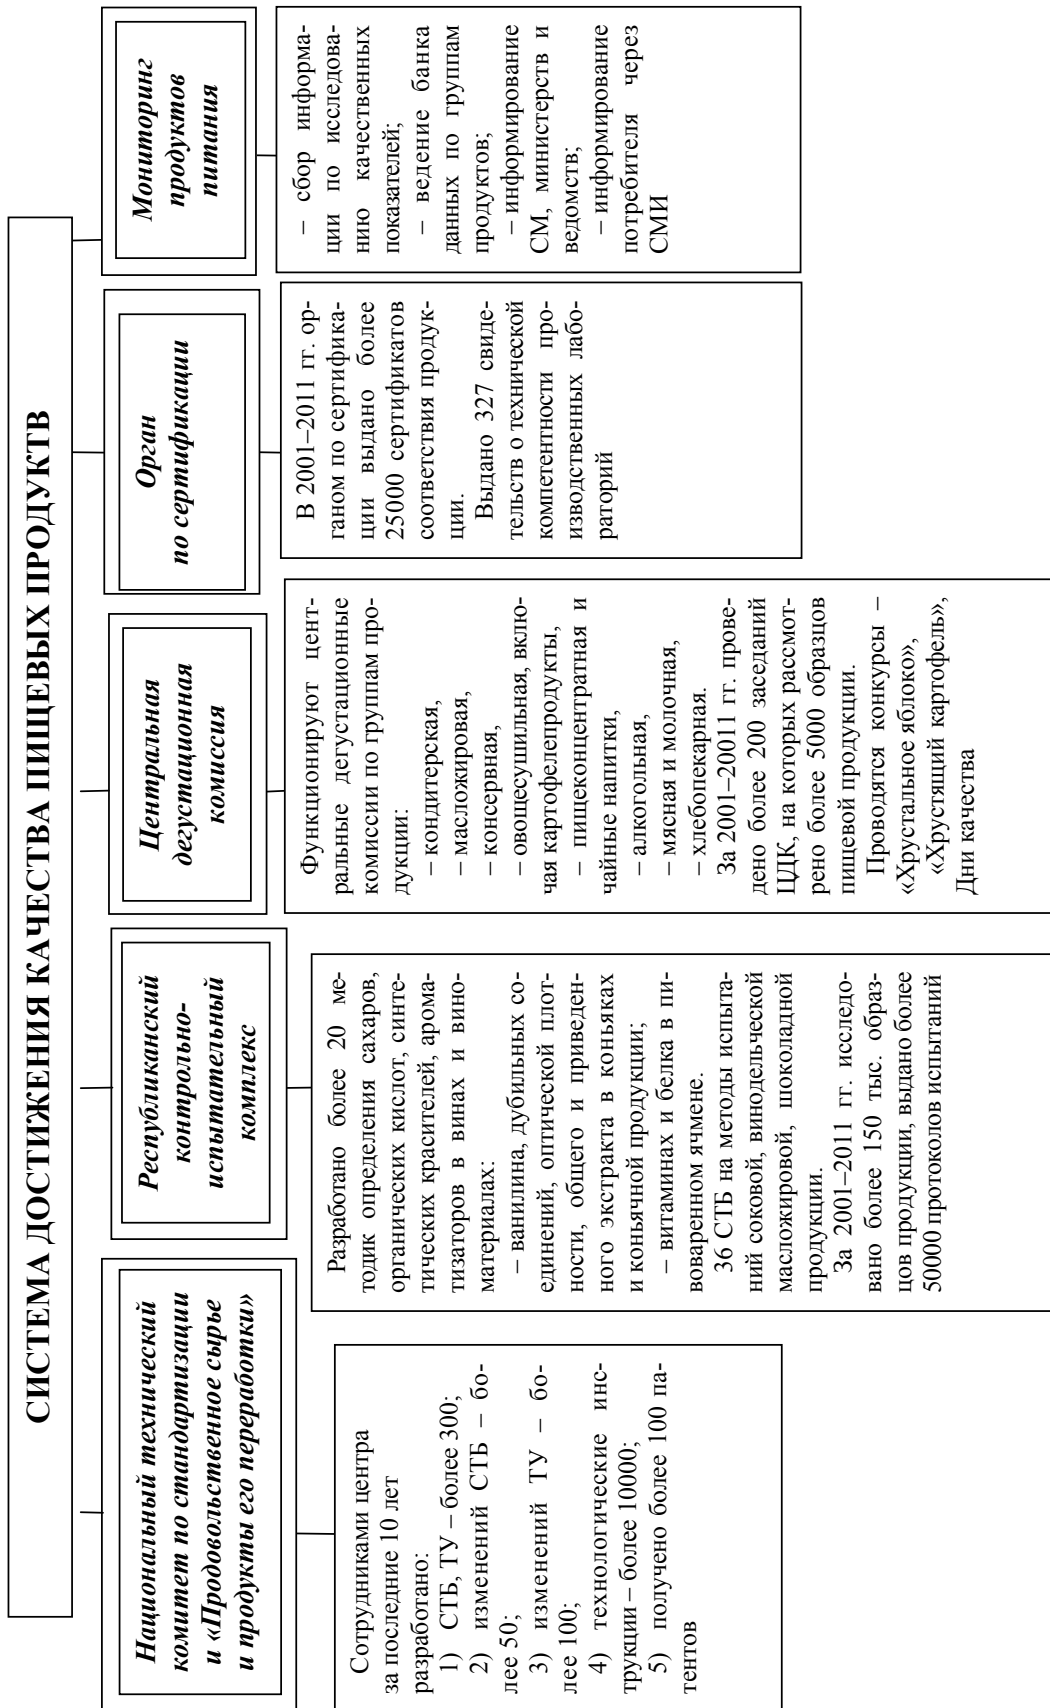 СИСТЕМА ДОСТИЖЕНИЯ КАЧЕСТВА ПИЩЕВЫХ ПРОДУКТВ
Национальный технический
комитет по стандартизации
и «Продовольственное сырье
и продукты его переработки»
Сотрудниками центра
за последние 10 лет
разработано:
1) СТБ, ТУ – более 300;
2) изменений СТБ – бо-
лее 50;
3) изменений ТУ – бо-
лее 100;
4) технологические инс-
трукции – более 10000;
5) получено более 100 па-
тентов
Республиканский
контрольно-
испытательный
комплекс
Разработано более 20 ме-
тодик определения сахаров,
органических кислот, синте-
тических красителей, арома-
тизаторов в винах и вино-
материалах:
– ванилина, дубильных со-
единений, оптической плот-
ности, общего и приведен-
ного экстракта в коньяках
и коньячной продукции;
– витаминах и белка в пи-
воваренном ячмене.
36 СТБ на методы испыта-
ний соковой, винодельческой
масложировой, шоколадной
продукции.
За 2001–2011 гг. исследо-
вано более 150 тыс. образ-
цов продукции, выдано более
50000 протоколов испытаний
Центральная
дегустационная
комиссия
Функционируют цент-
ральные дегустационные
комиссии по группам про-
дукции:
– кондитерская,
– масложировая,
– консервная,
– овощесушильная, вклю-
чая картофелепродукты,
– пищеконцентратная и
чайные напитки,
– алкогольная,
– мясная и молочная,
– хлебопекарная.
За 2001–20011 гг. прове-
дено более 200 заседаний
ЦДК, на которых рассмот-
рено более 5000 образцов
пищевой продукции.
Проводятся конкурсы –
«Хрустальное яблоко»,
«Хрустящий картофель»,
Дни качества
Орган
по сертификации
В 2001–2011 гг. ор-
ганом по сертифика-
ции выдано более
25000 сертификатов
соответствия продук-
ции.
Выдано 327 свиде-
тельств о технической
компетентности про-
изводственных лабо-
раторий
Мониторинг
продуктов
питания
– сбор информа-
ции по исследова-
нию качественных
показателей;
– ведение банка
данных по группам
продуктов;
– информирование
СМ, министерств и
ведомств;
– информирование
потребителя через
СМИ